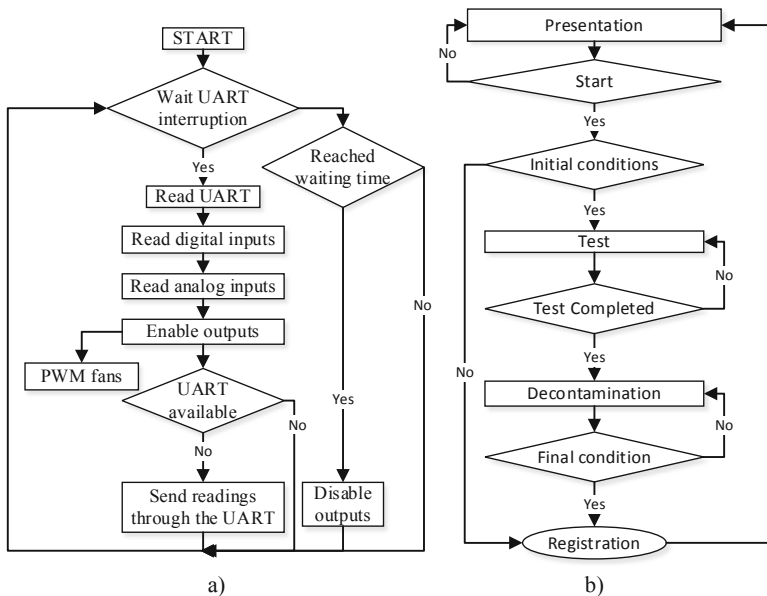 START
Wait UART
interruption
Yes
Read UART
Read digital inputs
Read analog inputs
Enable outputs
PWM fans
UART
available
No
No
Send readings
through the UART
Reached
waiting time
No
Yes
Disable
outputs
a)
Presentation
No
Start
Yes
Initial conditions
Yes
Test
No
Test Completed
Yes
No
Decontamination
No
Final condition
Yes
Registration
b)